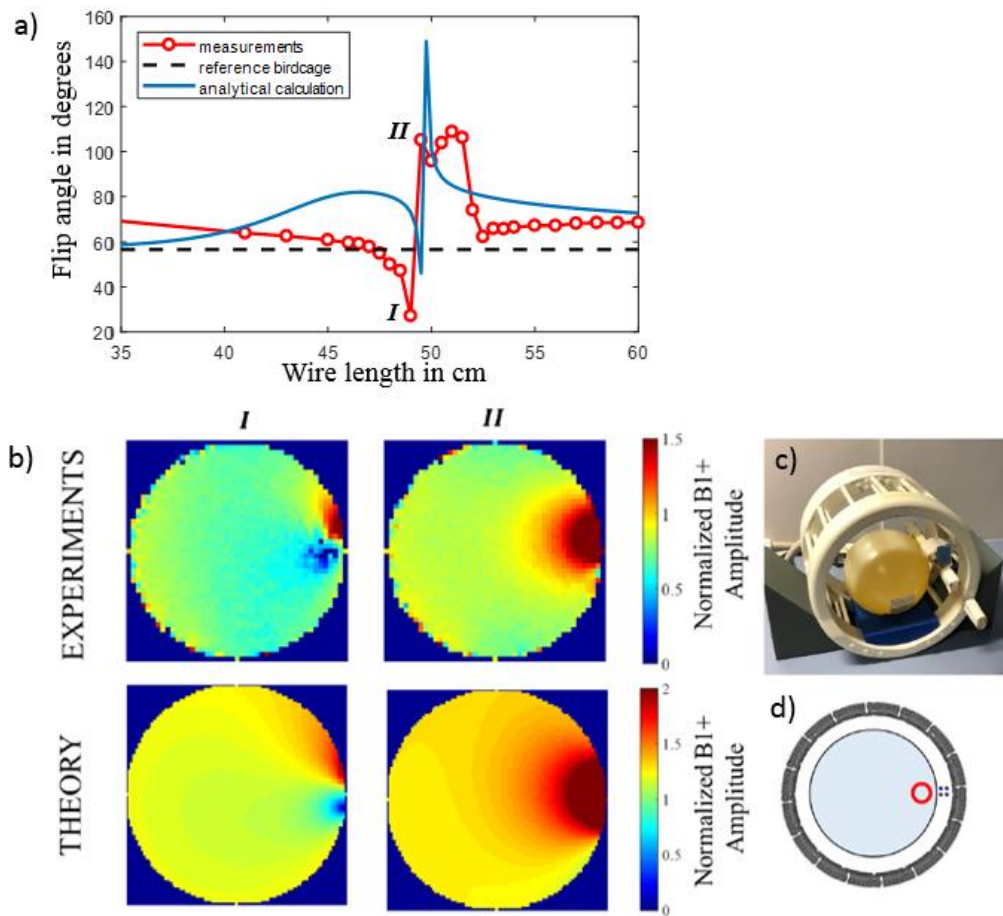 a)
160
140
120
100
80
60
40
20
Flip angle in degrees
measurements
reference birdcage
analytical calculation
II
I
35
40
45
50
55
60
Wire length in cm
b)
I
II
EXPERIMENTS
1.5
1
0.5
0
Normalized B1+
Amplitude
THEORY
2
1.5
1
0.5
0
Normalized B1+
Amplitude
c)
d)